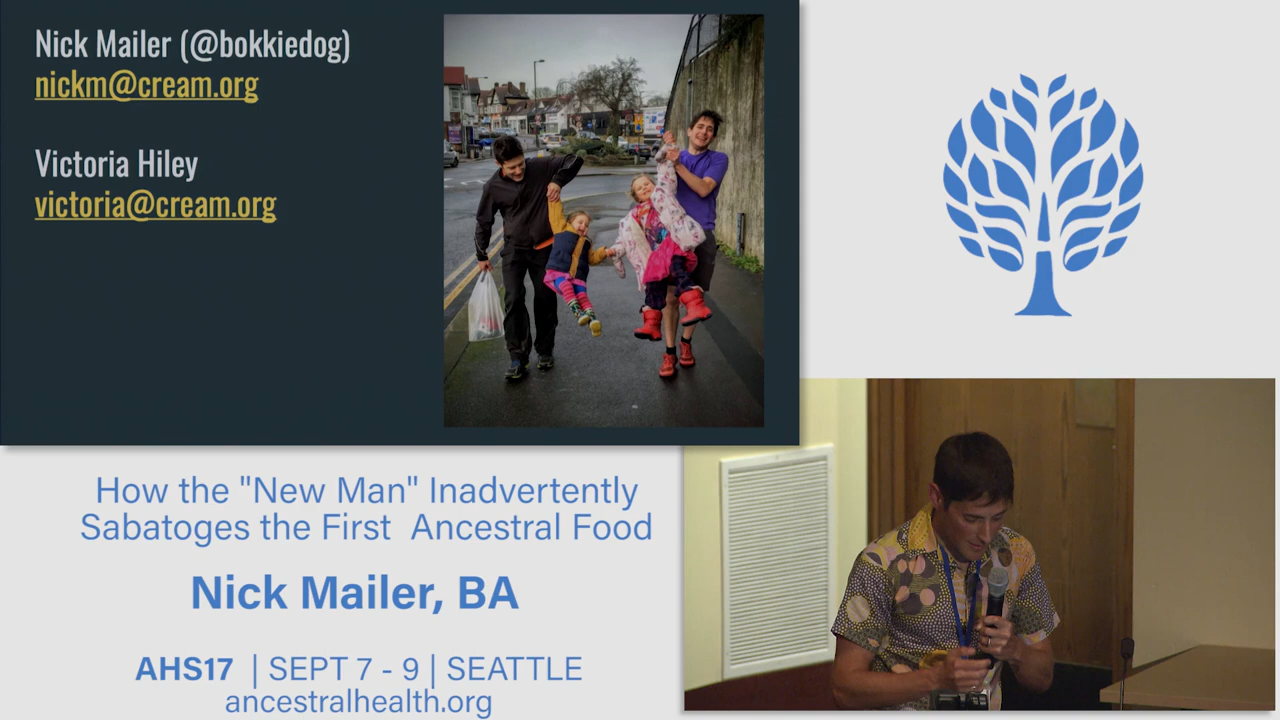 Nick Mailer (@bokkiedog)
nickm@cream.org
Victoria Hiley
victoria@cream.org
How the "New Man" Inadvertently
Sabatoges the First Ancestral Food
Nick Mailer, BA
AHS17 | SEPT 7 - 9 | SEATTLE
ancestralhealth.org